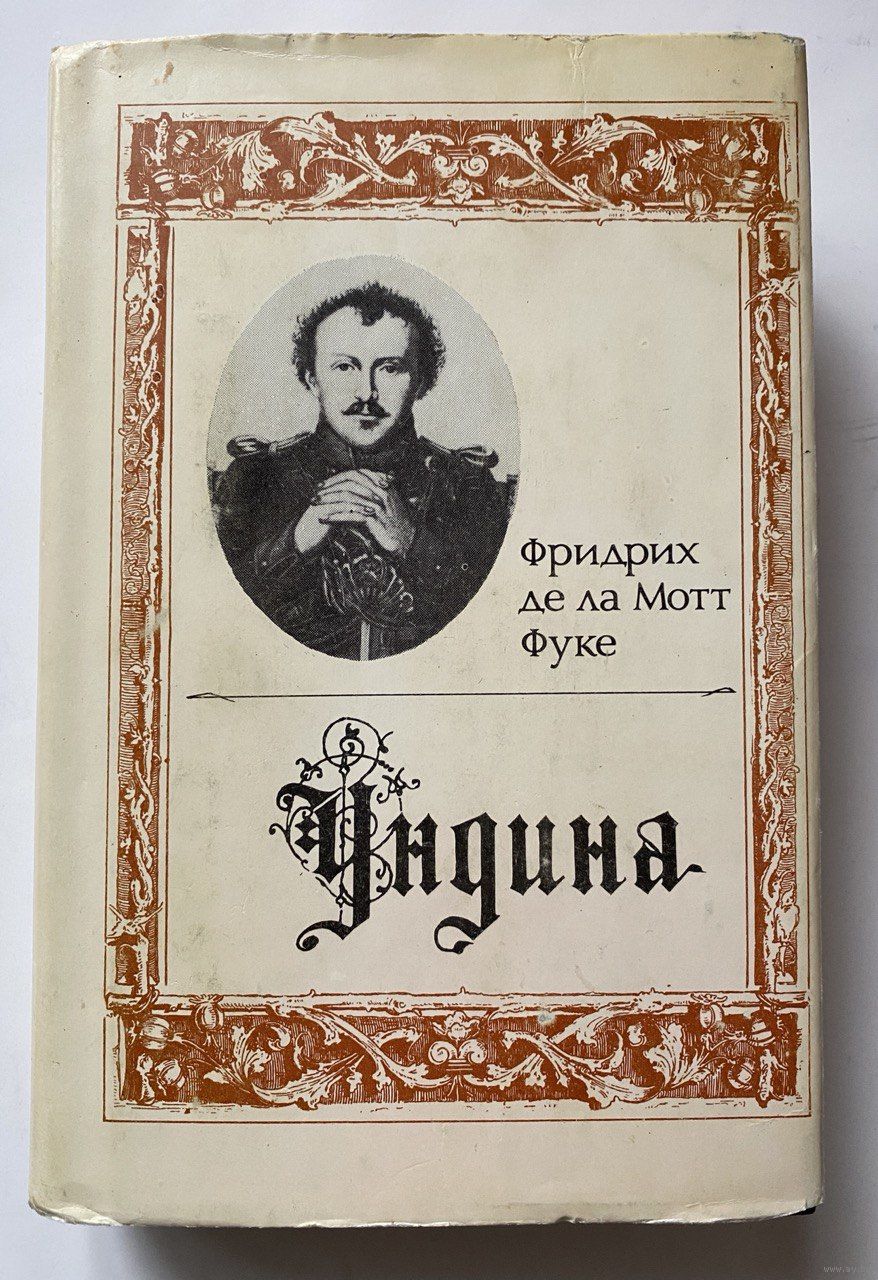 Фридрих
де ла Мотт
Фуке
Ундина